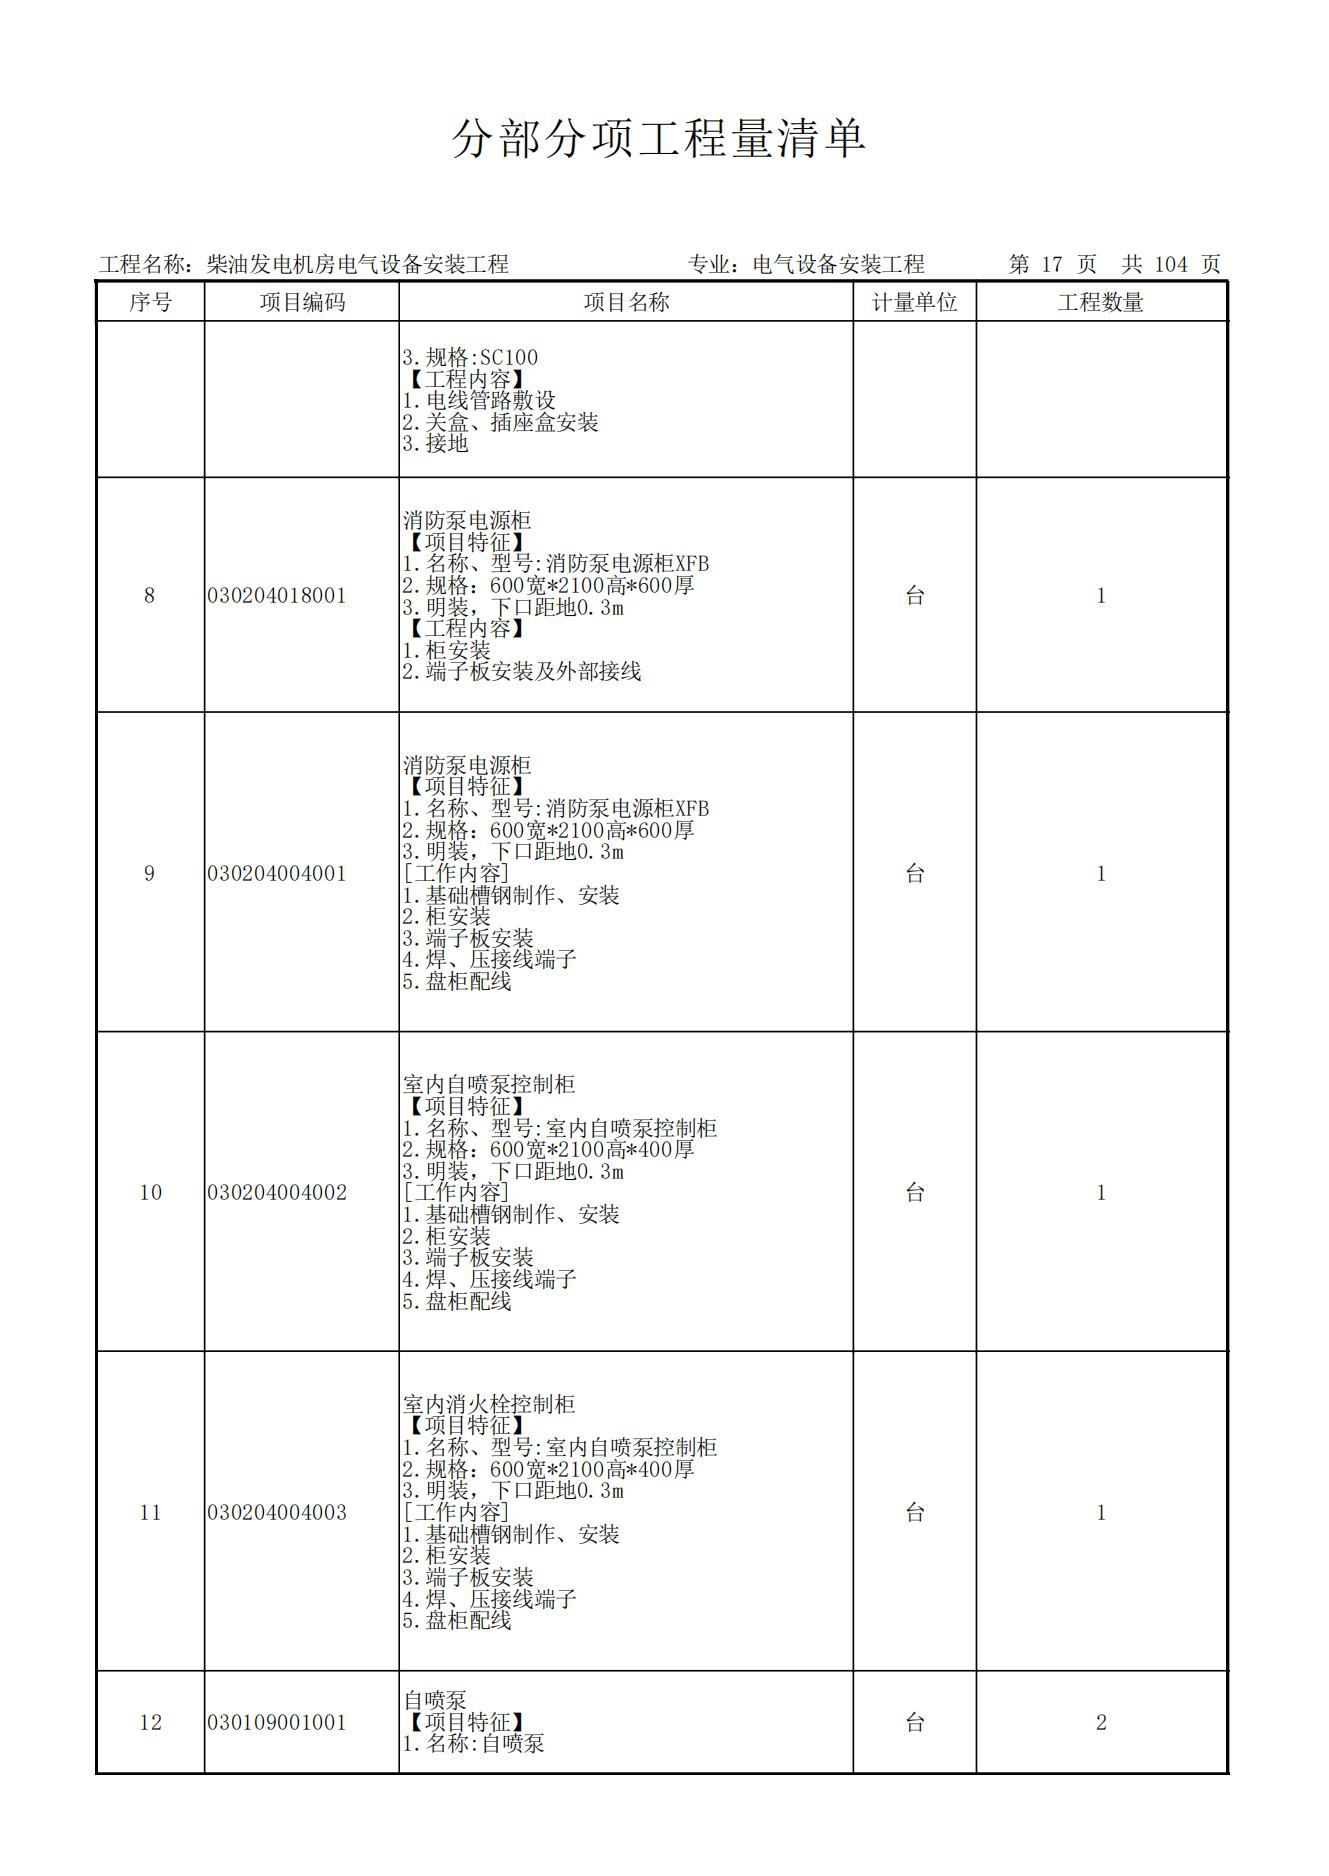 分部分项工程量清单
工程名称：柴油发电机房电气设备安装工程 专业：电气设备安装工程 第 17 页 共 104 页
序号 项目编码 项目名称 计量单位 工程数量
3.规格:SC100
【工程内容】
1.电线管路敷设
2.关盒、插座盒安装
3.接地
消防泵电源柜
【项目特征】
1.名称、型号:消防泵电源柜XFB
2.规格：600宽*2100高*600厚
8 030204018001 台 1
3.明装，下口距地0.3m
【工程内容】
1.柜安装
2.端子板安装及外部接线
消防泵电源柜
【项目特征】
1.名称、型号:消防泵电源柜XFB
2.规格：600宽*2100高*600厚
3.明装，下口距地0.3m
9 030204004001 [工作内容] 台 1
1.基础槽钢制作、安装
2.柜安装
3.端子板安装
4.焊、压接线端子
5.盘柜配线
室内自喷泵控制柜
【项目特征】
1.名称、型号:室内自喷泵控制柜
2.规格：600宽*2100高*400厚
3.明装，下口距地0.3m
10 030204004002 [工作内容] 台 1
1.基础槽钢制作、安装
2.柜安装
3.端子板安装
4.焊、压接线端子
5.盘柜配线
室内消火栓控制柜
【项目特征】
1.名称、型号:室内自喷泵控制柜
2.规格：600宽*2100高*400厚
3.明装，下口距地0.3m
11 030204004003 [工作内容] 台 1
1.基础槽钢制作、安装
2.柜安装
3.端子板安装
4.焊、压接线端子
5.盘柜配线
自喷泵
12 030109001001 【项目特征】 台 2
1.名称:自喷泵